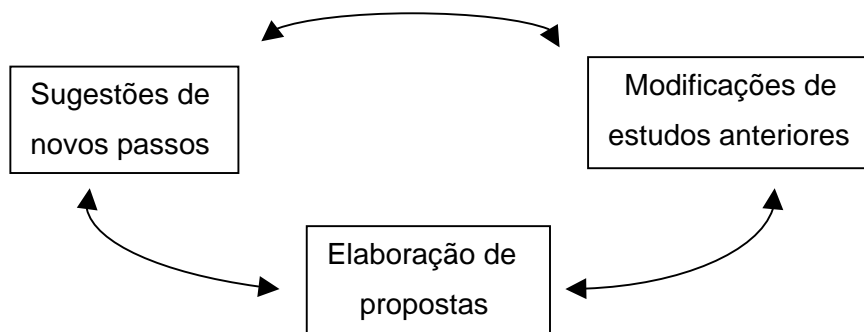 Sugestões de
novos passos
Modificações de
estudos anteriores
Elaboração de
propostas